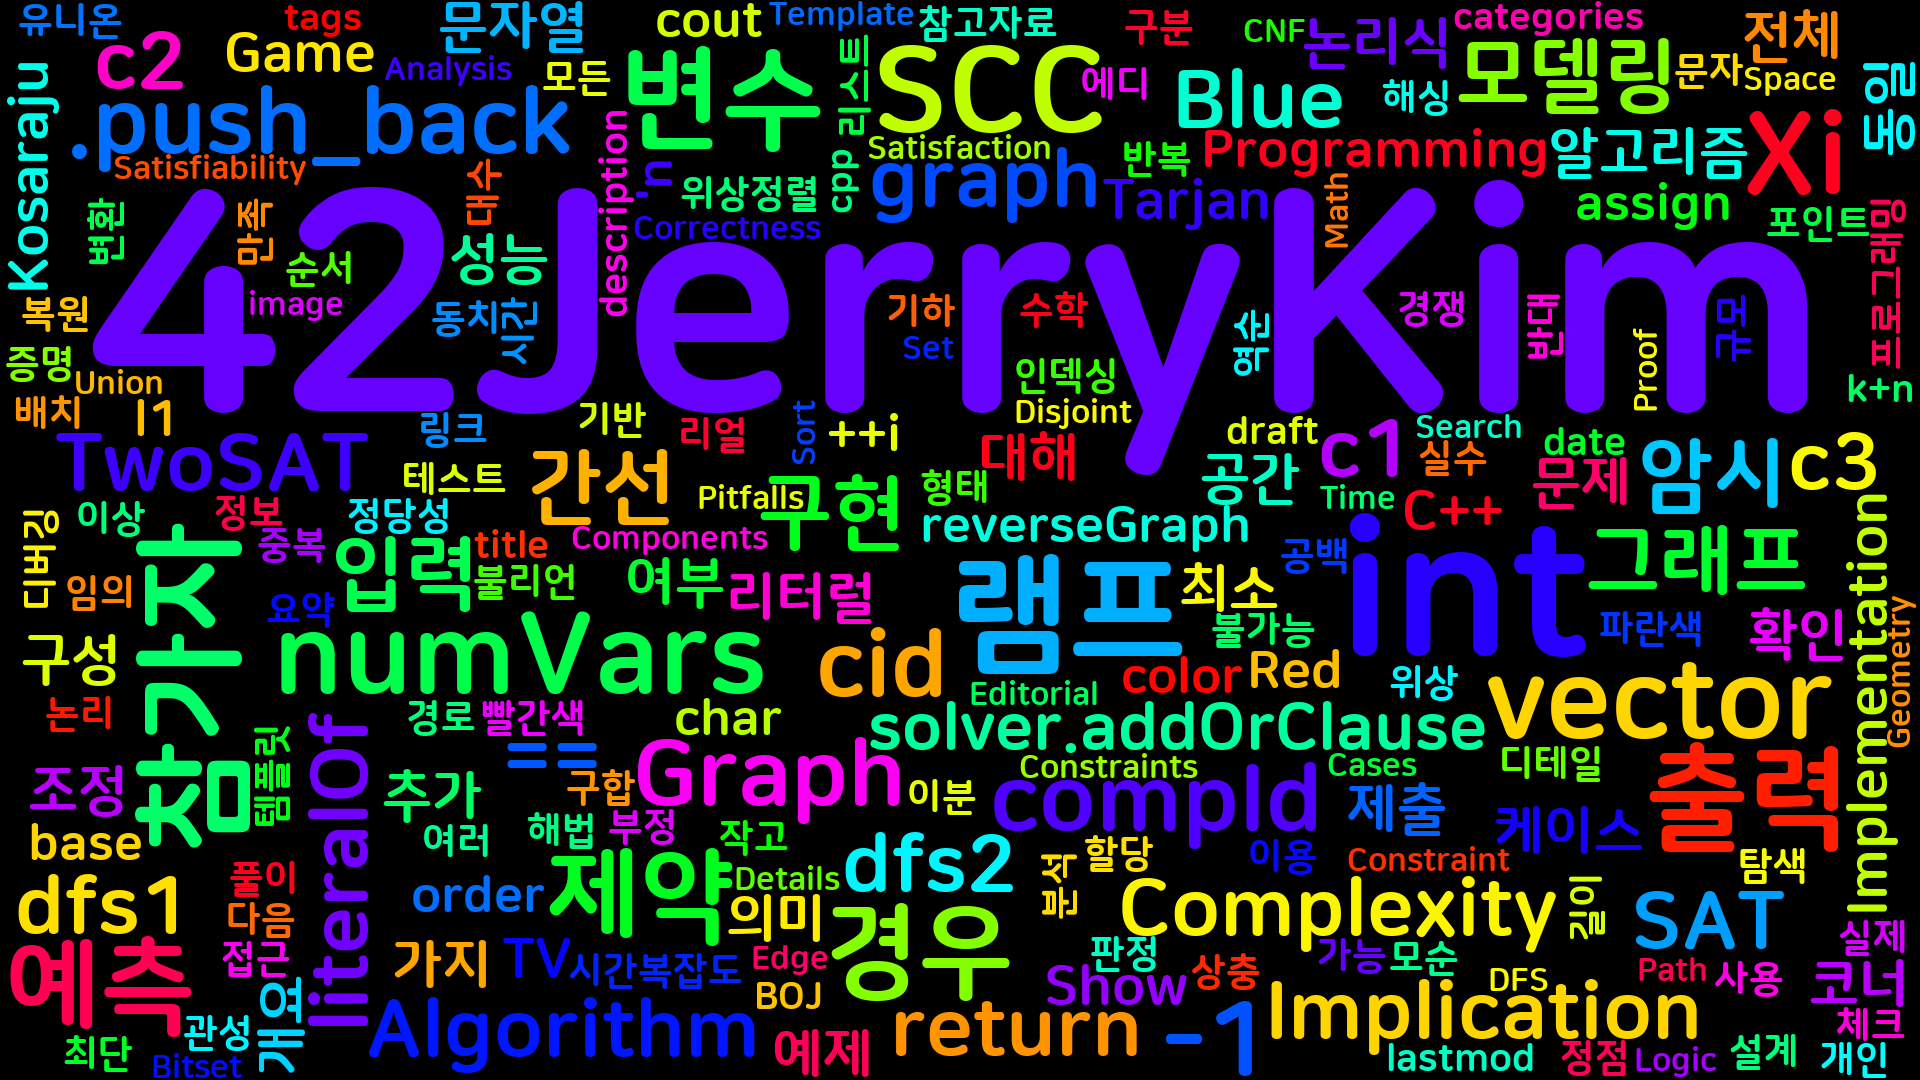 유니온
tags
문자열
cout
Template
참고자료
구분
CNF
논리식
categories
전체
c2
Game
Analysis
모든
변수
리스트
SCC
에디
Blue
해싱
모델링
문자
Space
동일
Kosaraju
.push_back
Satisfiability
description
'n
위상정렬
cpp
Satisfaction
graph
반복
Programming
Tarjan
알고리즘
Xi
assign
포인트
프로그래밍
변환
만족
대수
Correctness
Math
42JerryKim
순서
성능
image
복원
동치
시간
기하
Set
수학
역순
경쟁
반대
규모
Proof
증명
Union
배치
l1
인덱싱
Disjoint
k+n
TwoSAT
링크
기반
리얼
Sort
++i
대해
draft
c1
Search
실수
date
암시
c3
테스트
간선
Pitfalls
구현
형태
공간
Time
C++
문제
디버깅
이상
정보
정당성
중복
title
Components
reverseGraph
공백
int
그래프
Implementation
임의
참가자
요약
입력
불리언
여부
리터럴
램프
최소
불가능
파란색
확인
Geometry
구성
numVars
cid
color
Red
위상
논리
literalOf
경로
빨간색
char
Editorial
solver.addOrClause
vector
조정
템플릿
추가
==
구합
Graph
이분
Constraints
compId
Cases
제출
디테일
케이스
출력
base
여러
해법
부정
작고
dfs1
풀이
다음
order
제약
Details
의미
dfs2
분석
할당
이용
Constraint
탐색
예측
접근
가지
TV
시간복잡도
Edge
BOJ
경우
Complexity
길이
SAT
실제
판정
Show
상충
가능
모순
DFS
Path
사용
코너
최단
관성
Bitset
개여
Algorithm
예제
return
-1
Implication
lastmod
정점
Logic
설계
체크
개인